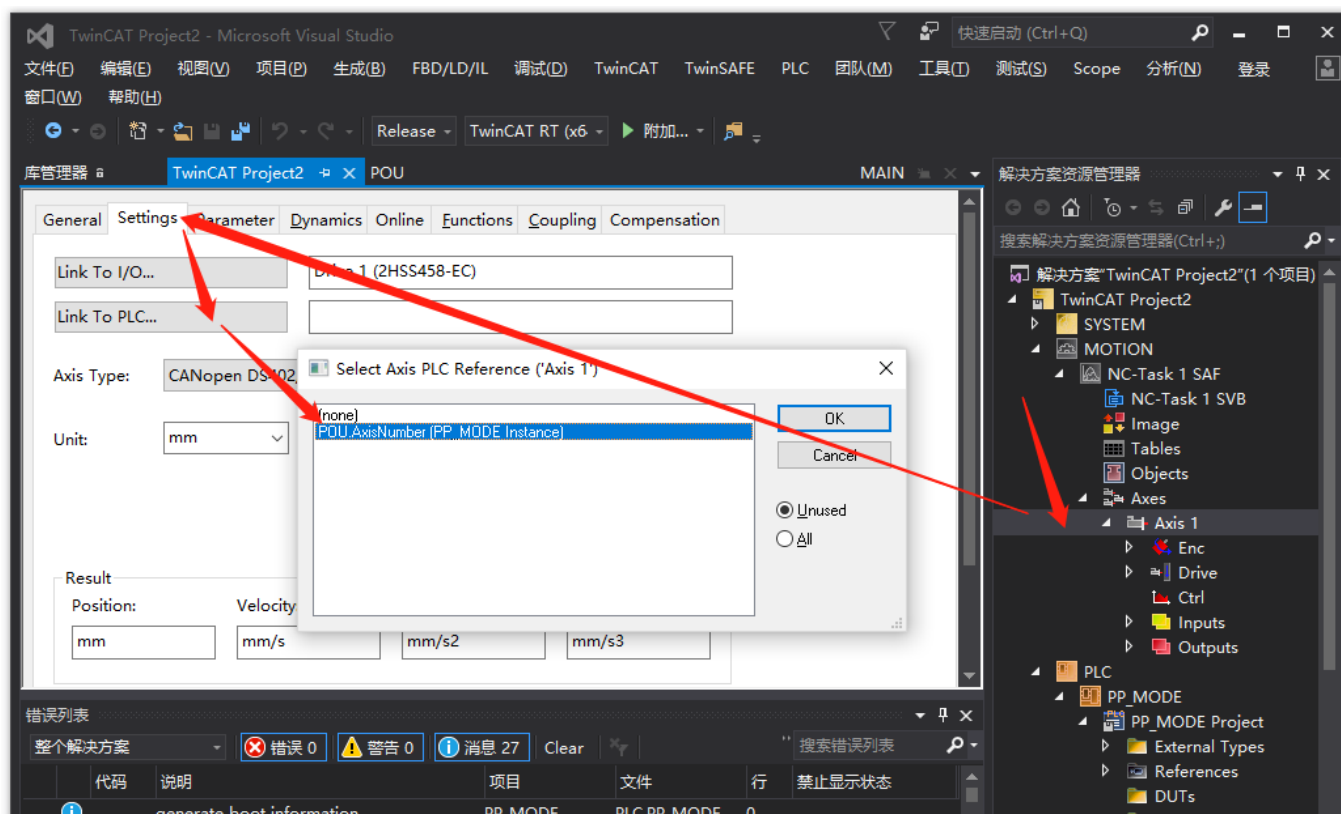 TwinCAT Project2 - Microsoft Visual Studio
快速启动 (Ctrl+Q)
文件(F) 编辑(E) 视图(V) 项目(P) 生成(B) FBD/LD/IL 调试(D) TwinCAT TwinSAFE PLC 团队(M) 工具(T) 测试(S) Scope 分析(N) 登录
窗口(W) 帮助(H)
Release TwinCAT RT (x6 附加...
库管理器 TwinCAT Project2 POU MAIN
General Settings Parameter Dynamics Online Functions Coupling Compensation
Link To I/O... Drive 1 (2HSS458-EC)
Link To PLC...
Axis Type: CANopen DS402,
Unit: mm
Select Axis PLC Reference ('Axis 1')
(none)
POU.AxisNumber (PP_MODE Instance)
OK
Cancel
Unused
All
Result
Position: Velocity
mm mm/s mm/s2 mm/s3
错误列表
整个解决方案 错误 0 警告 0 消息 27 Clear 搜索错误列表
代码 说明 项目 文件 行 禁止显示状态
generate boot information PP_MODE PLC.PP_MODE 0
解决方案资源管理器
搜索解决方案资源管理器(Ctrl+;)
解决方案"TwinCAT Project2"(1 个项目)
TwinCAT Project2
SYSTEM
MOTION
NC-Task 1 SAF
NC-Task 1 SVB
Image
Tables
Objects
Axes
Axis 1
Enc
Drive
Ctrl
Inputs
Outputs
PLC
PP_MODE
PP_MODE Project
External Types
References
DUTs